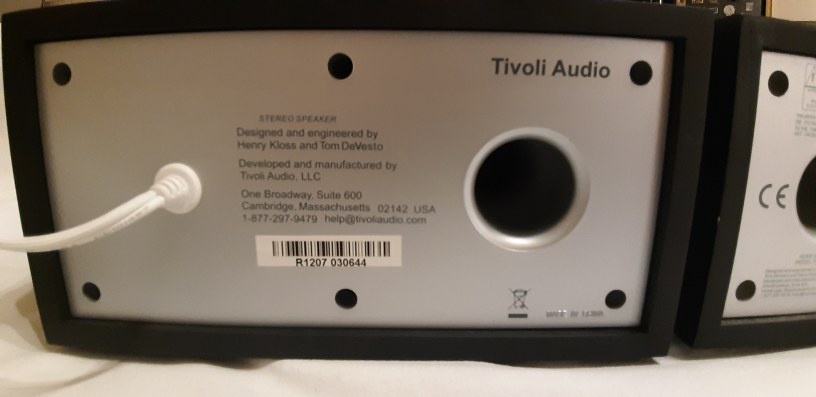 Tivoli Audio
STEREO SPEAKER
Designed and engineered by
Henry Kloss and Tom DeVesto
Developed and manufactured by
Tivoli Audio, LLC
One Broadway, Suite 600
Cambridge, Massachusetts 02142 USA
1-877-297-9479 help@tivoliaudio.com
R1207 030644
CE